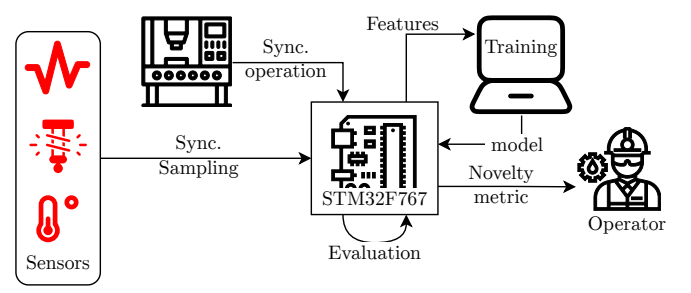 Features
Sync.
operation
Training
Sync.
Sampling
model
Novelty
metric
STM32F767
Operator
Evaluation
Sensors